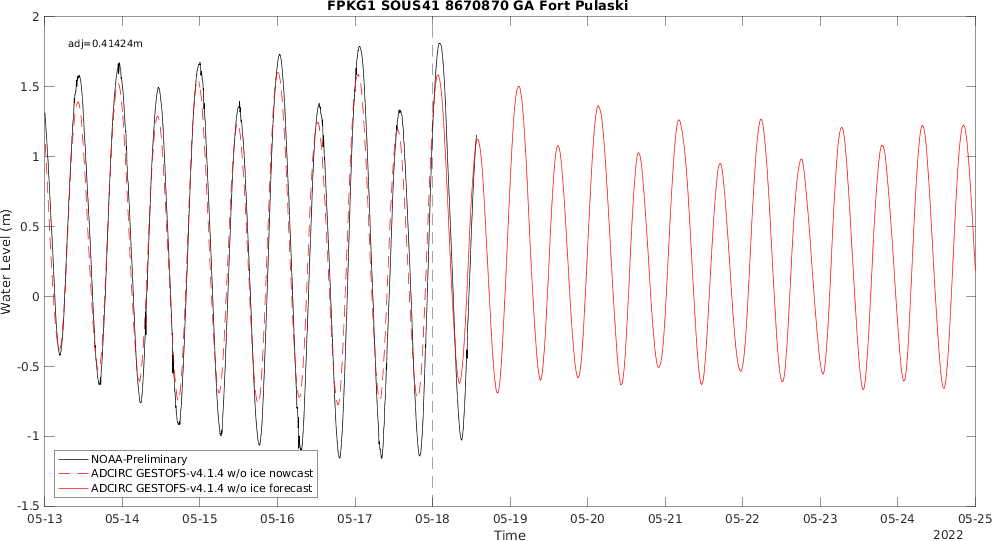 FPKG1 SOUS41 8670870 GA Fort Pulaski
adj=0.41424m
2
1.5
1
0.5
0
-0.5
-1
-1.5
Water Level (m)
NOAA-Preliminary
ADCIRC GESTOFS-v4.1.4 w/o ice nowcast
ADCIRC GESTOFS-v4.1.4 w/o ice forecast
05-13 05-14 05-15 05-16 05-17 05-18 05-19 05-20 05-21 05-22 05-23 05-24 05-25
Time
2022